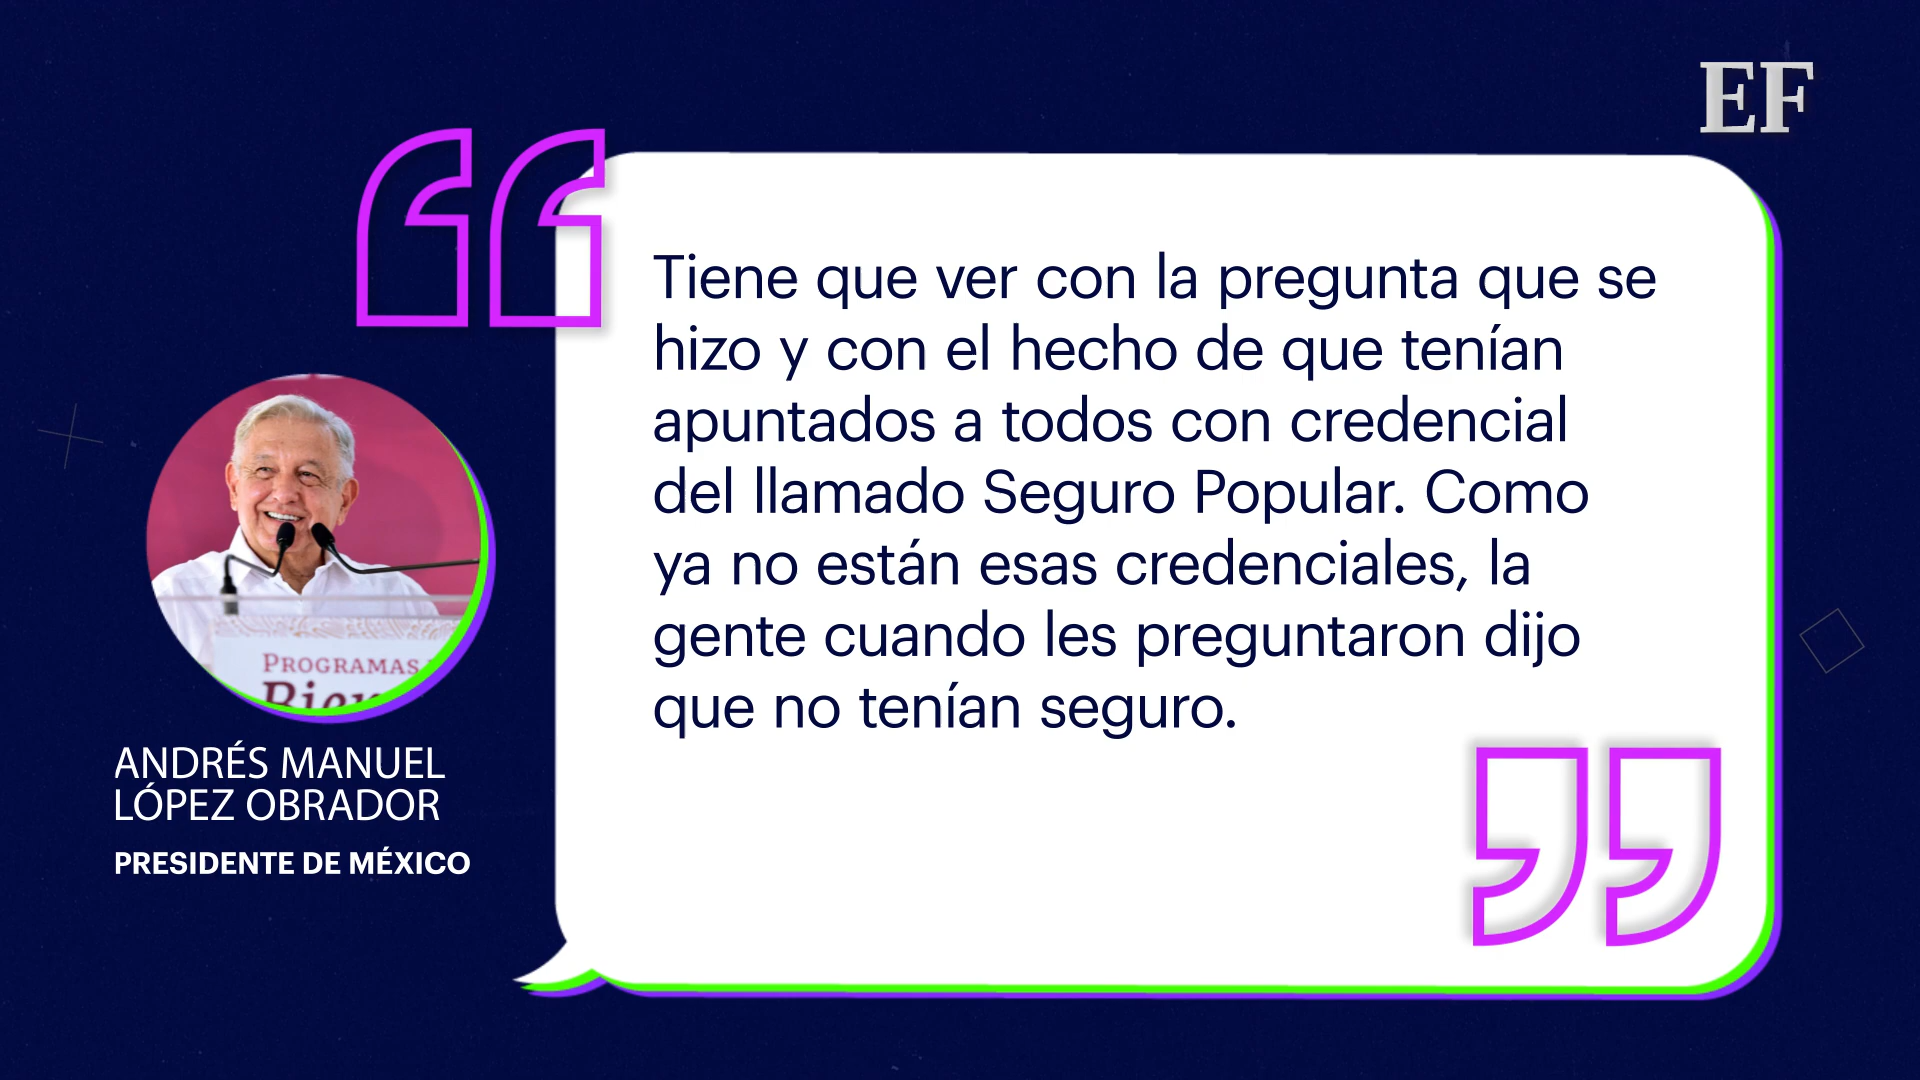 EF
Tiene que ver con la pregunta que se
hizo y con el hecho de que tenían
apuntados a todos con credencial
del llamado Seguro Popular. Como
ya no están esas credenciales, la
gente cuando les preguntaron dijo
que no tenían seguro.
PROGRAMAS
ANDRÉS MANUEL
LÓPEZ OBRADOR
PRESIDENTE DE MÉXICO